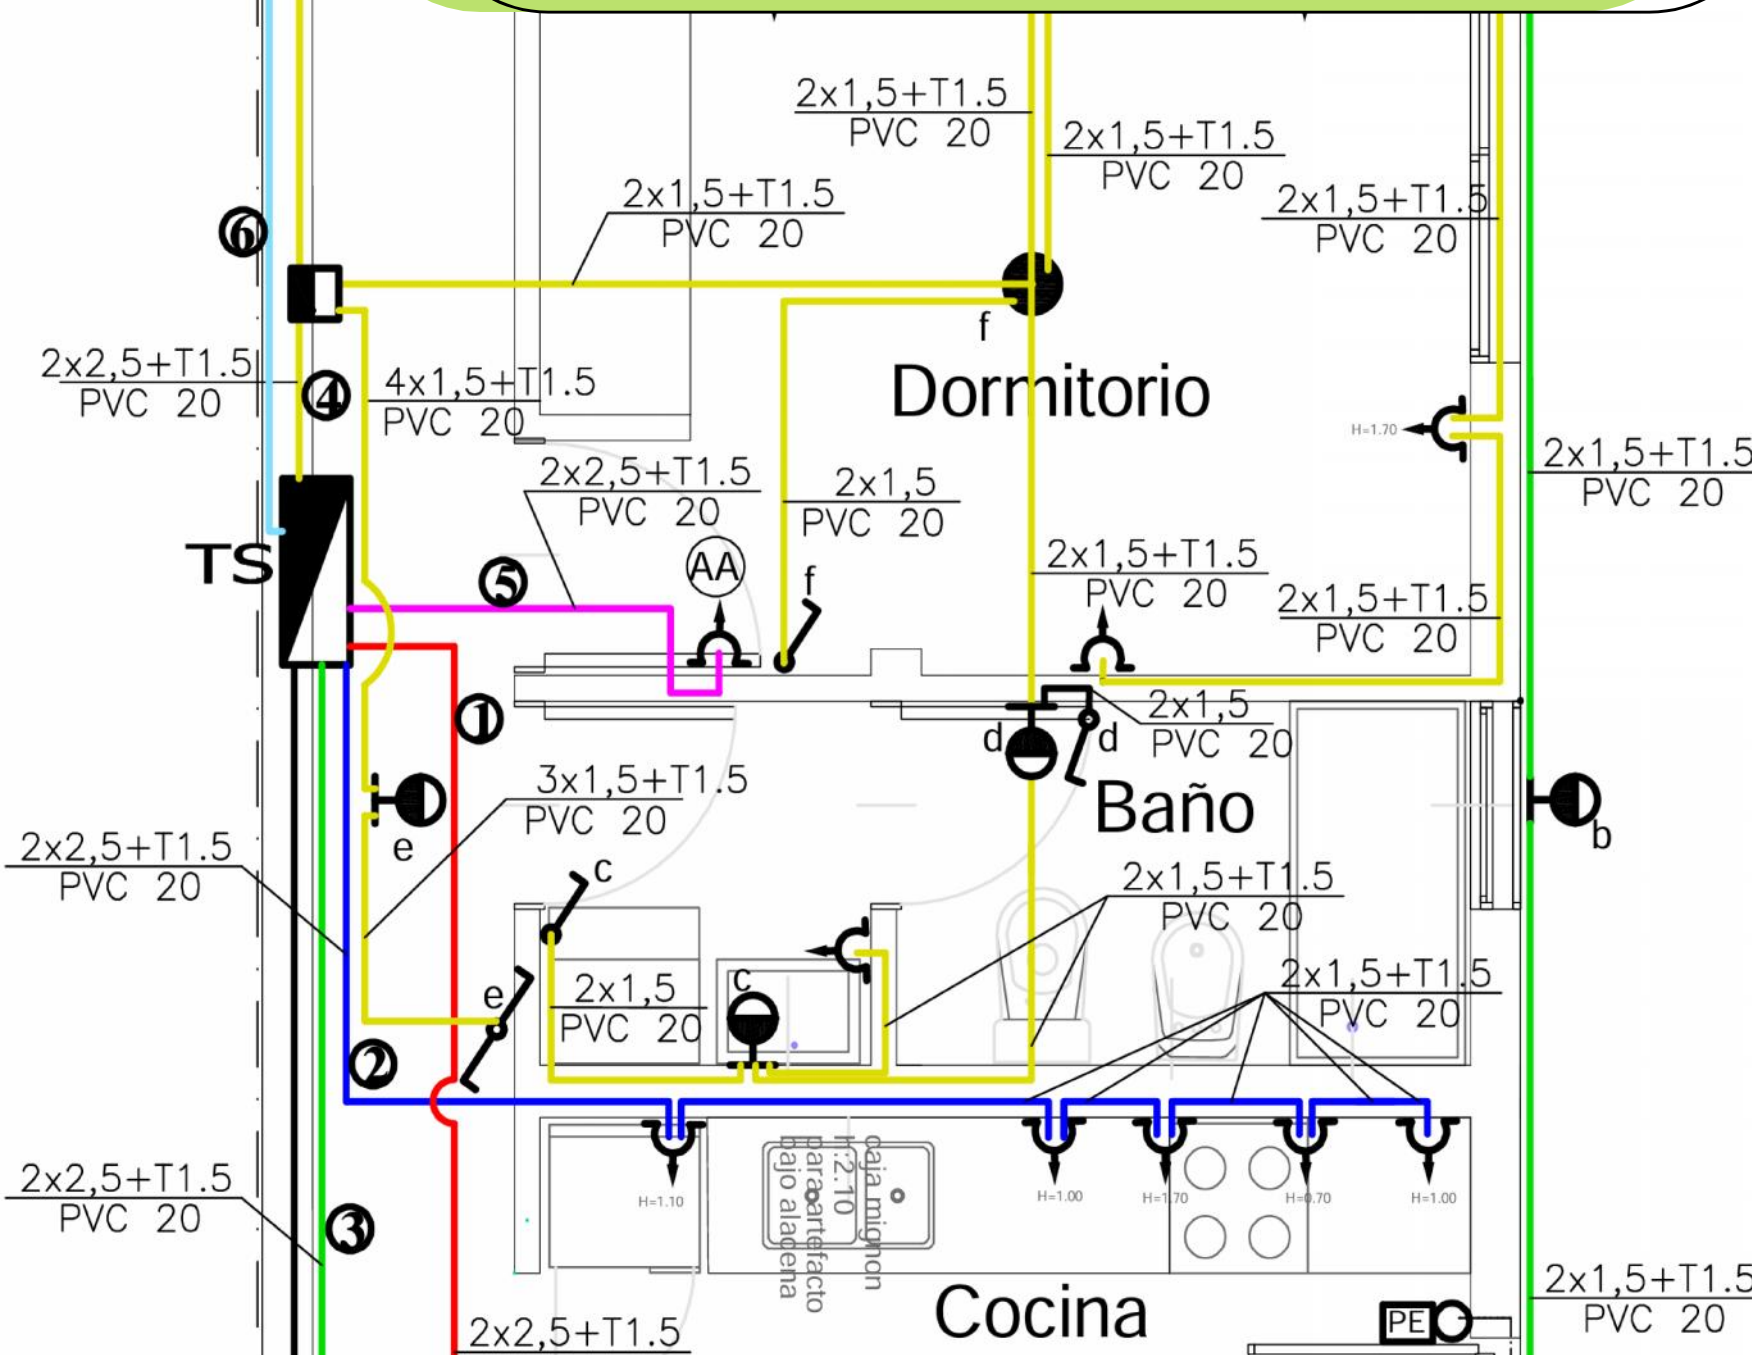 2x1,5+T1.5
PVC 20
2x1,5+T1.5
PVC 20
2x1,5+T1.5
PVC 20
2x1,5+T1.5
PVC 20
6
f
2x2,5+T1.5
PVC 20
4
4x1,5+T1.5
PVC 20
Dormitorio
H=1.70
2x1,5+T1.5
PVC 20
2x2,5+T1.5
PVC 20
2x1,5
PVC 20
TS
5
AA
f
2x1,5+T1.5
PVC 20
2x1,5+T1.5
PVC 20
1
d
d
2x1,5
PVC 20
3x1,5+T1.5
PVC 20
Baño
e
b
2x2,5+T1.5
PVC 20
c
2x1,5+T1.5
PVC 20
e
2x1,5
PVC 20
c
2x1,5+T1.5
PVC 20
2
H=1.10
caja mignon
H:2.10
para artefacto
bajo alacena
H=1.00
H=1.70
H=0.70
H=1.00
2x2,5+T1.5
PVC 20
3
Cocina
PE
2x1,5+T1.5
PVC 20
2x2,5+T1.5